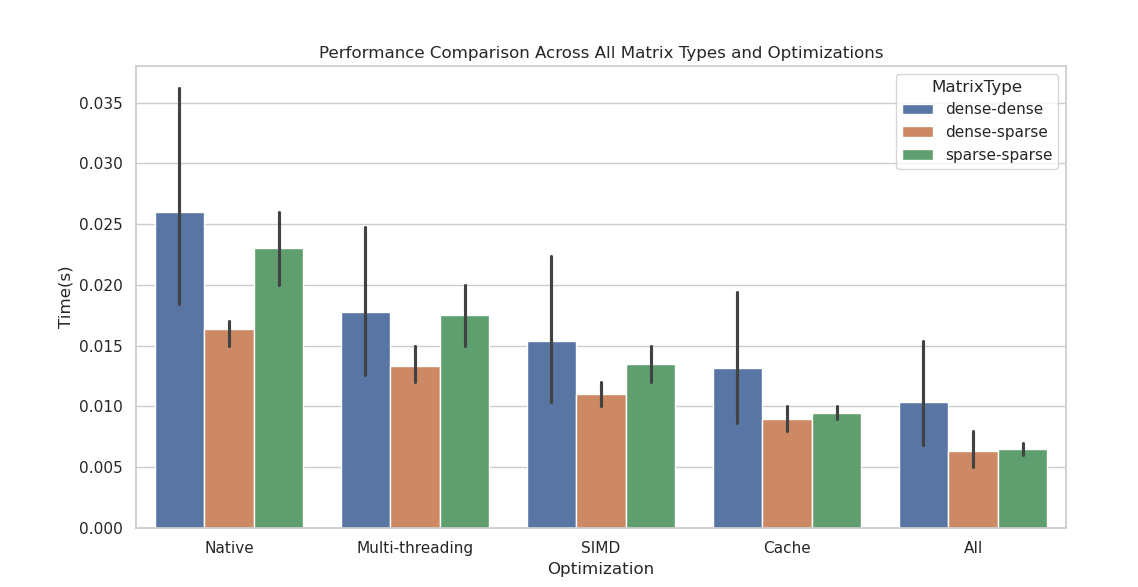 Performance Comparison Across All Matrix Types and Optimizations
MatrixType
dense-dense
dense-sparse
sparse-sparse
Time(s)
0.035
0.030
0.025
0.020
0.015
0.010
0.005
0.000
Native
Multi-threading
SIMD
Cache
All
Optimization